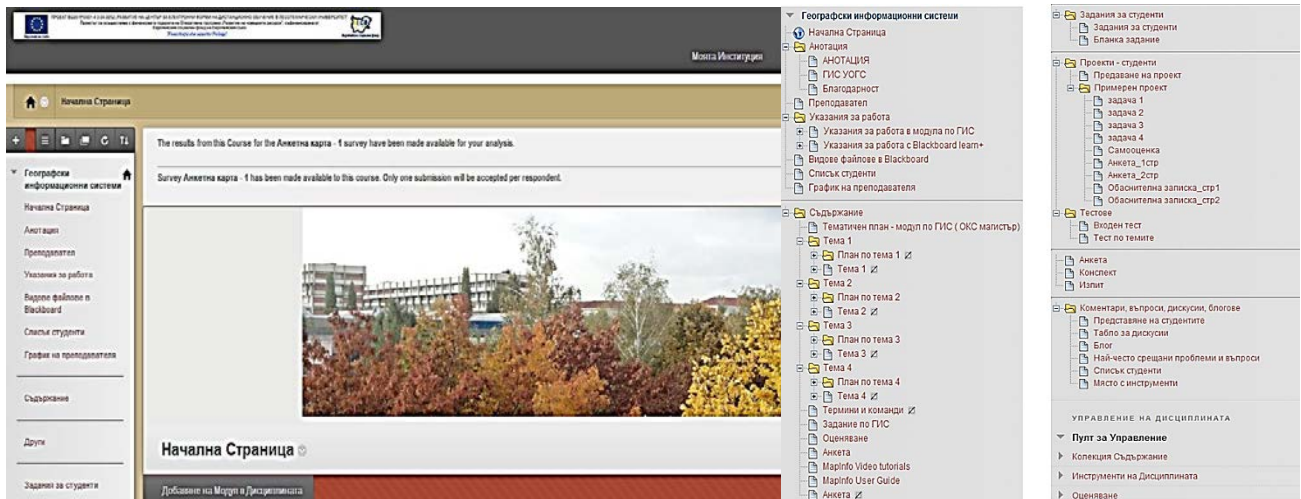 Моята Институция
Начална Страница
The results from this Course for the Анкетна карта - 1 survey have been made available for your analysis.
Survey Анкетна карта - 1 has been made available to this course. Only one submission will be accepted per respondent.
Географски
информационни системи
Начална Страница
Анотация
Преподавател
Указания за работа
Видове файлове в
Blackboard
Списък студенти
График на преподавателя
Съдържание
Други
Задания за студенти
Начална Страница
Добавяне на Модул в Дисциплината
Географски информационни системи
Начална Страница
Анотация
АНОТАЦИЯ
ГИС УОГС
Благодарност
Преподавател
Указания за работа
Указания за работа в модула по ГИС
Указания за работа с Blackboard learn+
Видове файлове в Blackboard
Списък студенти
График на преподавателя
Съдържание
Тематичен план - модул по ГИС ( ОКС магистър)
Тема 1
План по тема 1
Тема 1
Тема 2
План по тема 2
Тема 2
Тема 3
План по тема 3
Тема 3
Тема 4
План по тема 4
Тема 4
Термини и команди
Задание по ГИС
Оценяване
Анкета
MapInfo Video tutorials
MapInfo User Guide
Анкета
Задания за студенти
Задания за студенти
Бланка задание
Проекти - студенти
Предаване на проект
Примерен проект
задача 1
задача 2
задача 3
задача 4
Самооценка
Анкета_1стр
Анкета_2стр
Обаснителна записка_стр1
Обаснителна записка_стр2
Тестове
Входен тест
Тест по темите
Анкета
Конспект
Изпит
Коментари, въпроси, дискусии, блогове
Представяне на студентите
Табло за дискусии
Блог
Най-често срещани проблеми и въпроси
Списък студенти
Място с инструменти
УПРАВЛЕНИЕ НА ДИСЦИПЛИНАТА
Пулт за Управление
Колекция Съдържание
Инструменти на Дисциплината
Оценяване